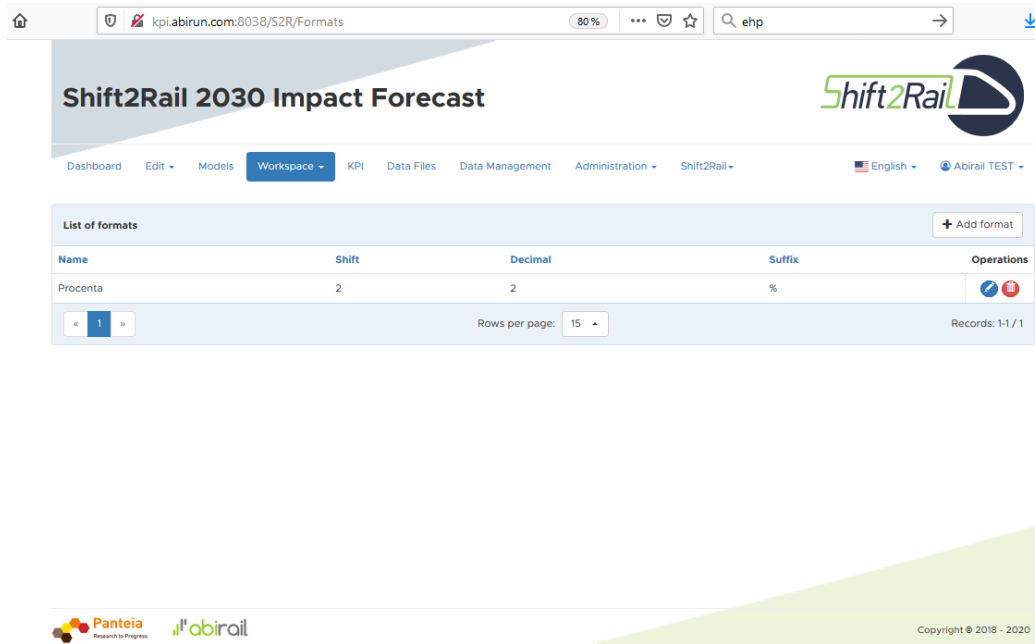 kpi.abirun.com:8038/S2R/Formats 80% ehp
Shift2Rail 2030 Impact Forecast
Shift2Rail
Dashboard Edit Models Workspace KPI Data Files Data Management Administration Shift2Rail English Abirail TEST
List of formats + Add format
Name Shift Decimal Suffix Operations
Procenta 2 2 %
« 1 » Rows per page: 15 Records: 1-1 / 1
Panteia
Research to Progress
abirail
Copyright © 2018 - 2020